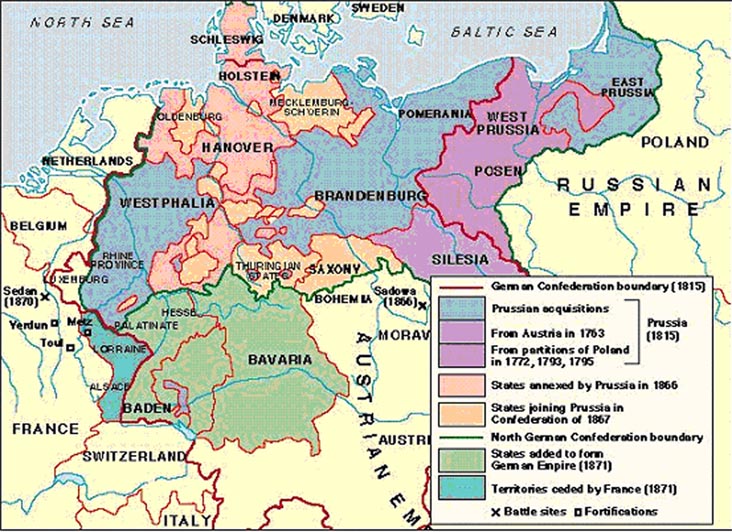 NORTH SEA
DENMARK
SWEDEN
BALTIC SEA
SCHLESWIG
HOLSTEIN
MECKLENBURG-
SCHWERIN
POMERANIA
WEST
PRUSSIA
EAST
PRUSSIA
OLDENBURG
HANOVER
POLAND
NETHERLANDS
POSEN
RUSSIAN
EMPIRE
WESTPHALIA
BRANDENBURG
BELGIUM
RHINE
PROVINCE
SILESIA
THURINGIAN
STATES
SAXONY
LUXEMBURG
BOHEMIA
Sadowa
(1866)
Sedan
(1870)
HESSE
PALATINATE
MORAV
Verdun
Metz
Toul
LORRAINE
BAVARIA
ALSACE
BADEN
AUSTRIAN EM
AUSTRI
FRANCE
SWITZERLAND
ITALY
German Confederation boundary (1815)
Prussian acquisitions
From Austria in 1763
From partitions of Poland
in 1772, 1793, 1795
Prussia
(1815)
States annexed by Prussia in 1866
States joining Prussia in
Confederation of 1867
North German Confederation boundary
States added to form
German Empire (1871)
Territories ceded by France (1871)
Battle sites
Fortifications